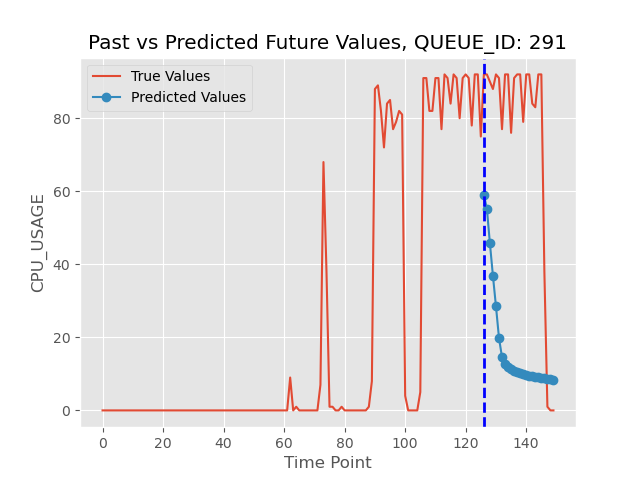 Past vs Predicted Future Values, QUEUE_ID: 291
True Values
Predicted Values
CPU_USAGE
80
60
40
20
0
0 20 40 60 80 100 120 140
Time Point